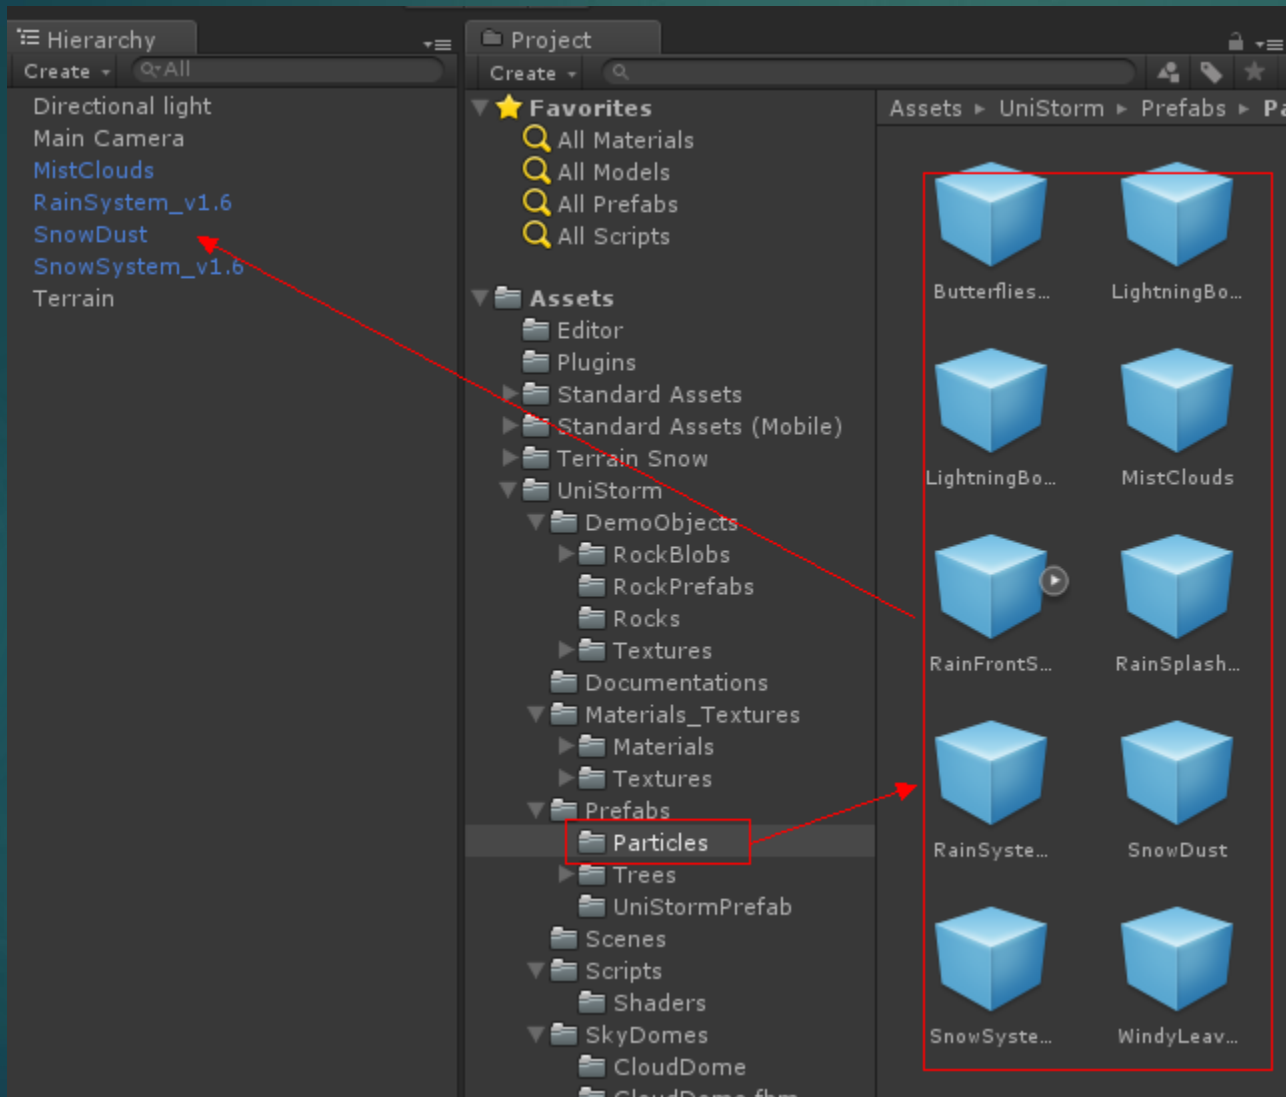 Hierarchy
Create
All
Directional light
Main Camera
MistClouds
RainSystem_v1.6
SnowDust
SnowSystem_v1.6
Terrain
Project
Create
Favorites
All Materials
All Models
All Prefabs
All Scripts
Assets
Editor
Plugins
Standard Assets
Standard Assets (Mobile)
Terrain Snow
UniStorm
DemoObjects
RockBlobs
RockPrefabs
Rocks
Textures
Documentations
Materials_Textures
Materials
Textures
Prefabs
Particles
Trees
UniStormPrefab
Scenes
Scripts
Shaders
SkyDomes
CloudDome
Assets UniStorm Prefabs Pa
Butterflies... LightningBo...
LightningBo... MistClouds
RainFrontS... RainSplash...
RainSyste... SnowDust
SnowSyste... WindyLeav...